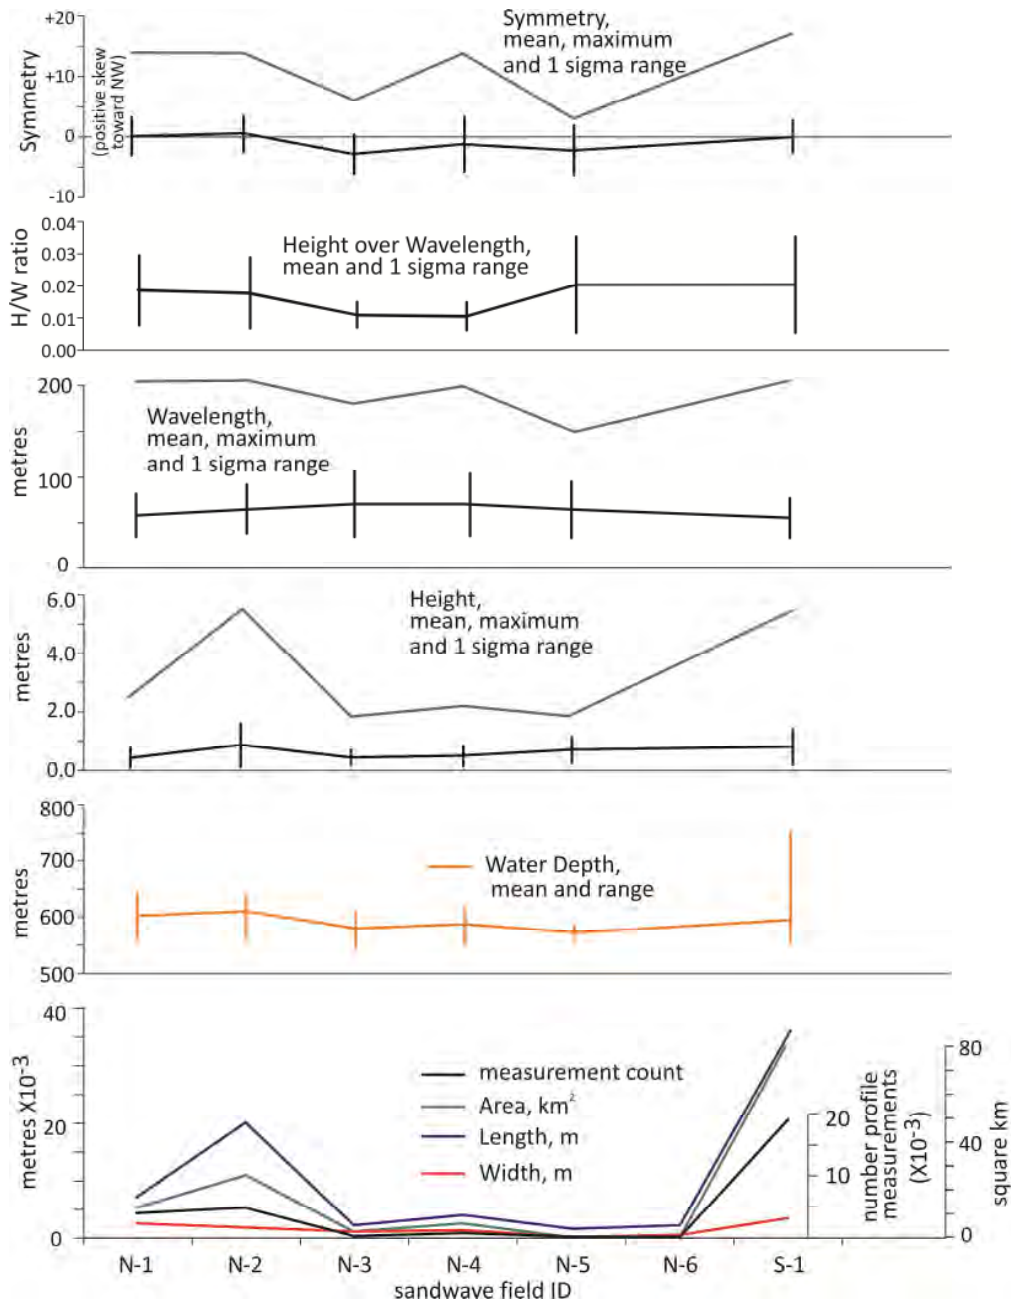 +20
+10
0
-10
Symmetry
(positive skew
toward NW)
Symmetry,
mean, maximum
and 1 sigma range
0.04
0.03
0.02
0.01
0.00
H/W ratio
Height over Wavelength,
mean and 1 sigma range
200
100
0
metres
Wavelength,
mean, maximum
and 1 sigma range
6.0
4.0
2.0
0.0
metres
Height,
mean, maximum
and 1 sigma range
800
700
600
500
metres
Water Depth,
mean and range
40
20
0
metres X10⁻³
measurement count
Area, km²
Length, m
Width, m
20
10
number profile
measurements
(X10⁻³)
80
40
0
square km
N-1 N-2 N-3 N-4 N-5 N-6 S-1
sandwave field ID